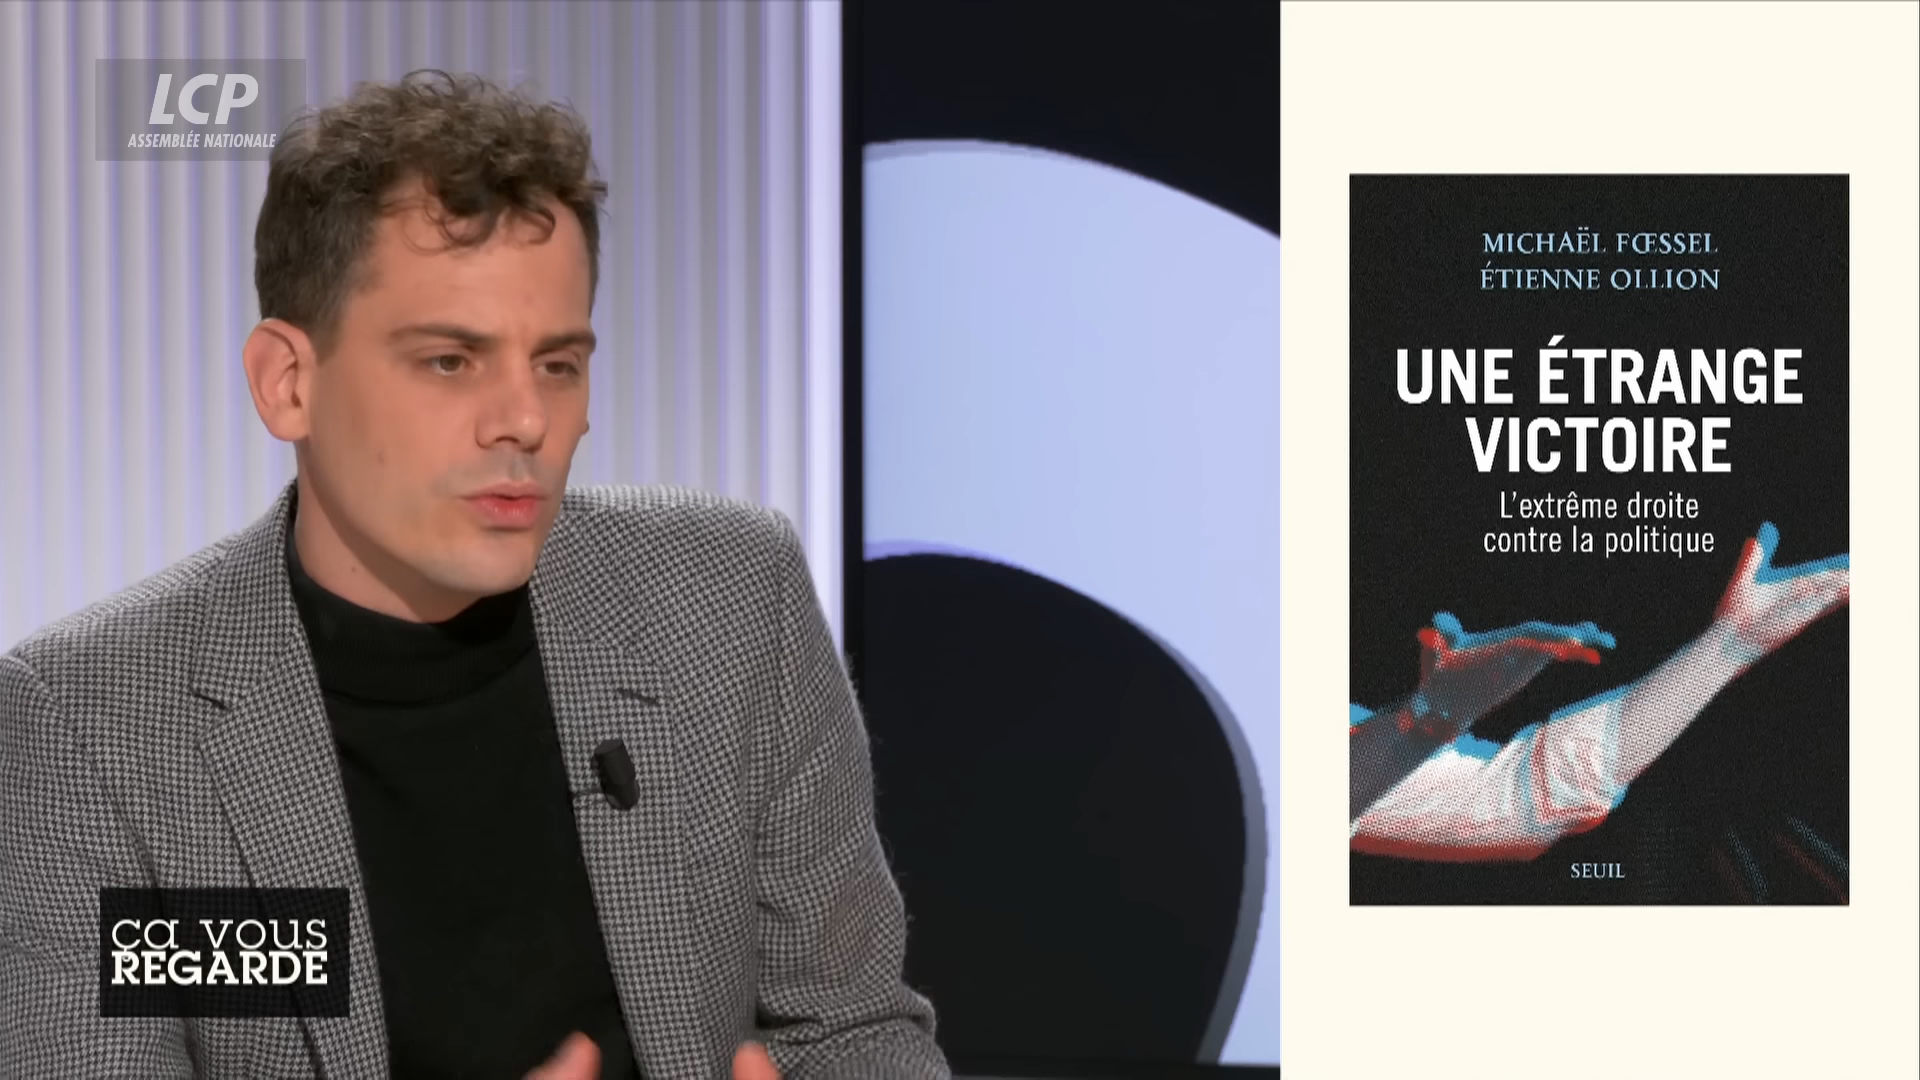 LCP
ASSEMBLÉE NATIONALE
MICHAËL FŒSSEL
ÉTIENNE OLLION
UNE ÉTRANGE
VICTOIRE
L'extrême droite
contre la politique
SEUIL
ça vous
REGARDE